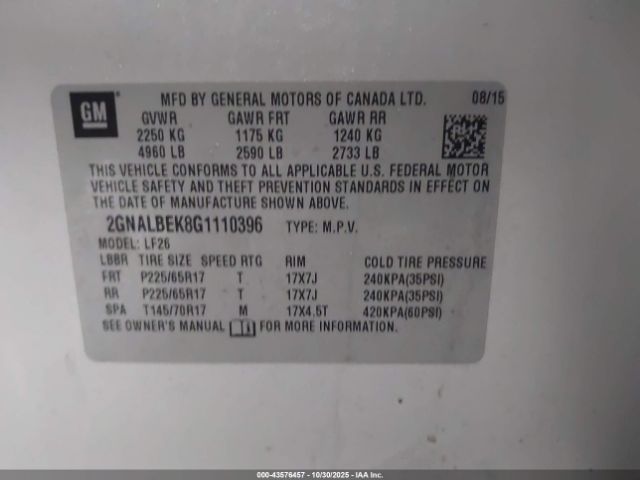 GM
MFD BY GENERAL MOTORS OF CANADA LTD. 08/15
GVWR GAWR FRT GAWR RR
2250 KG 1175 KG 1240 KG
4960 LB 2590 LB 2733 LB
THIS VEHICLE CONFORMS TO ALL APPLICABLE U.S. FEDERAL MOTOR
VEHICLE SAFETY AND THEFT PREVENTION STANDARDS IN EFFECT ON
THE DATE OF MANUFACTURE SHOWN ABOVE.
2GNALBEK8G1110396 TYPE: M.P.V.
MODEL: LF26
LBBR TIRE SIZE SPEED RTG RIM COLD TIRE PRESSURE
FRT P225/65R17 T 17X7J 240KPA(35PSI)
RR P225/65R17 T 17X7J 240KPA(35PSI)
SPA T145/70R17 M 17X4.5T 420KPA(60PSI)
SEE OWNER'S MANUAL FOR MORE INFORMATION.
000-43576457 - 10/30/2025 - IAAI.COM